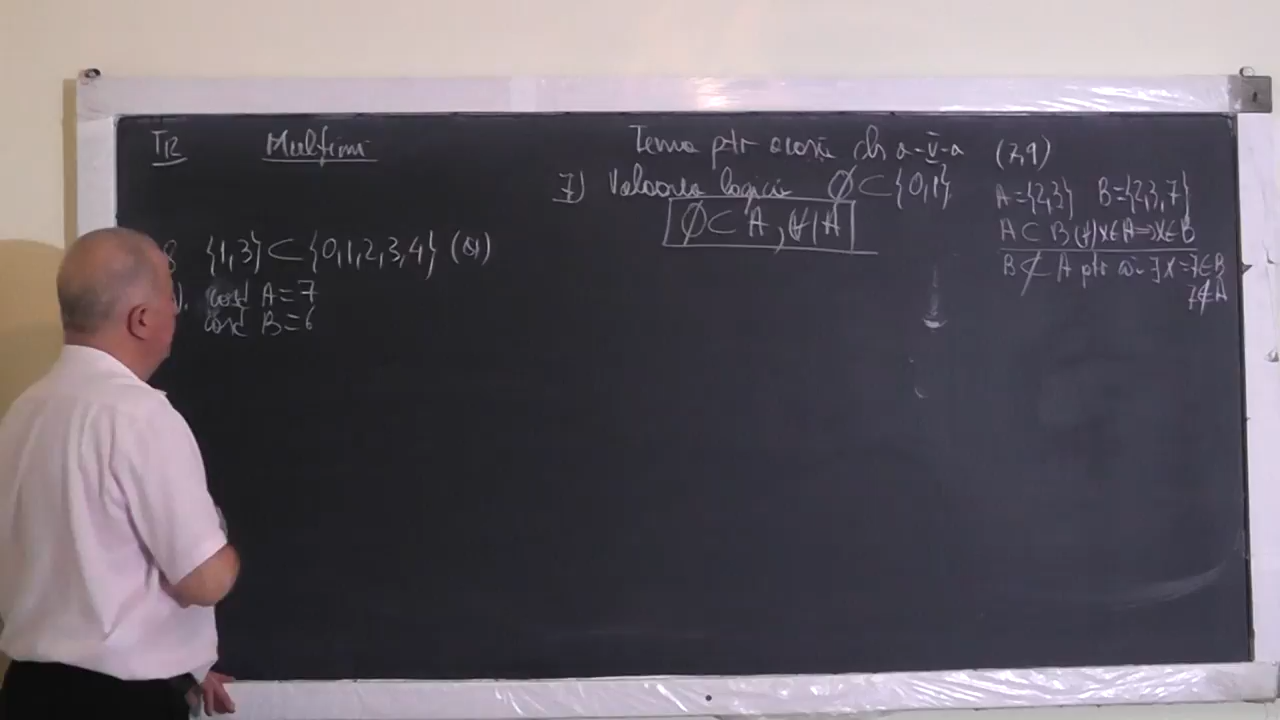 TR Mulțimi
8 {1,3} ⊂ {0,1,2,3,4} (A)
card A = 7
card B = 6
Tema ptr acasă cls a-V-a (7,9)
7) Valoarea logică ∅ ⊂ {0,1}
∅ ⊂ A, (∀) A
A = {2,3} B = {2,3,7}
A ⊂ B (∀) x ∈ A ⇒ x ∈ B
B ⊄ A ptr că ∃ x = 7 ∈ B
7 ∉ A